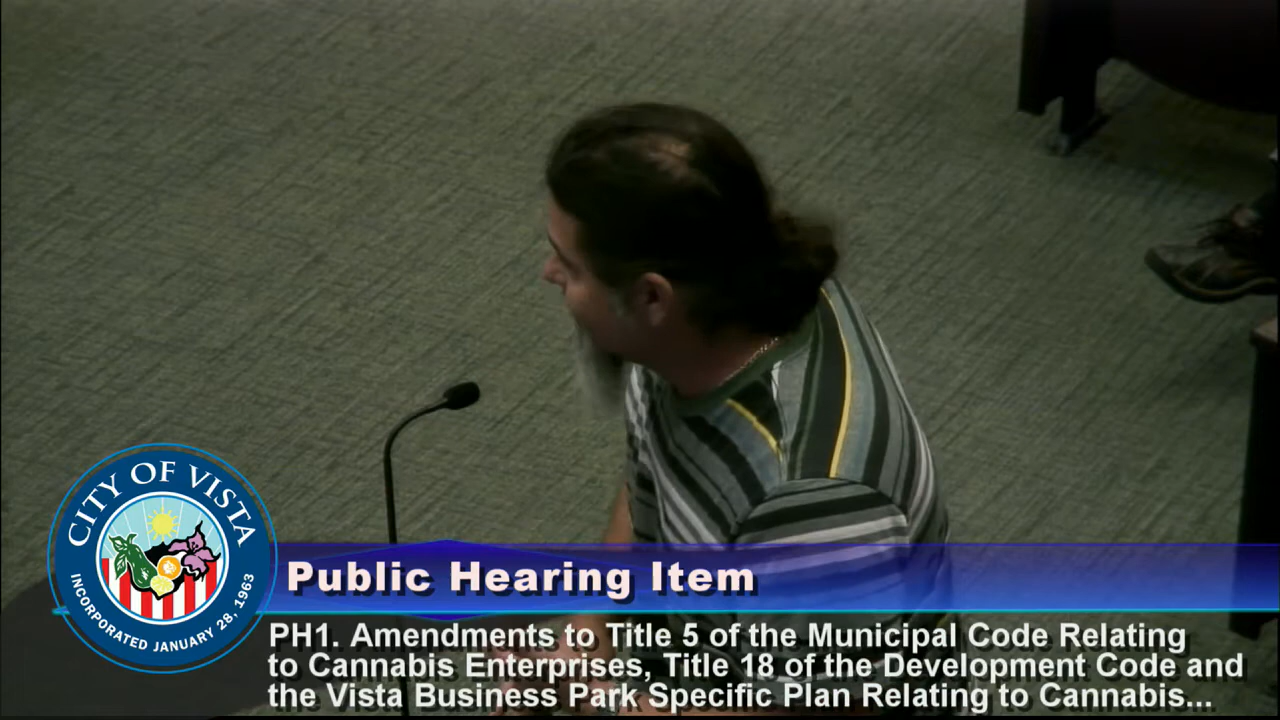 CITY OF VISTA
INCORPORATED JANUARY 28, 1963
Public Hearing Item
PH1. Amendments to Title 5 of the Municipal Code Relating
to Cannabis Enterprises, Title 18 of the Development Code and
the Vista Business Park Specific Plan Relating to Cannabis...